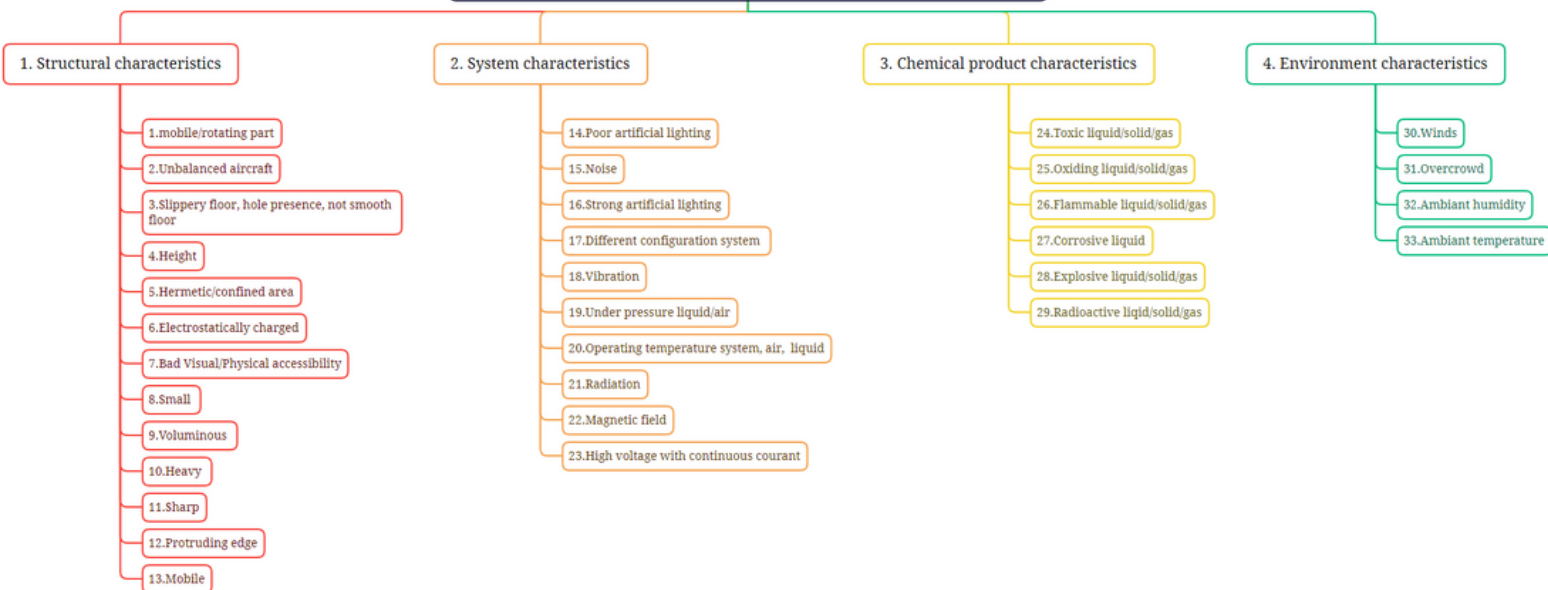 1. Structural characteristics
1.mobile/rotating part
2.Unbalanced aircraft
3.Slippery floor, hole presence, not smooth
floor
4.Height
5.Hermetic/confined area
6.Electrostatically charged
7.Bad Visual/Physical accessibility
8.Small
9.Voluminous
10.Heavy
11.Sharp
12.Protruding edge
13.Mobile
2. System characteristics
14.Poor artificial lighting
15.Noise
16.Strong artificial lighting
17.Different configuration system
18.Vibration
19.Under pressure liquid/air
20.Operating temperature system, air, liquid
21.Radiation
22.Magnetic field
23.High voltage with continuous courant
3. Chemical product characteristics
24.Toxic liquid/solid/gas
25.Oxiding liquid/solid/gas
26.Flammable liquid/solid/gas
27.Corrosive liquid
28.Explosive liquid/solid/gas
29.Radioactive liqid/solid/gas
4. Environment characteristics
30.Winds
31.Overcrowd
32.Ambiant humidity
33.Ambiant temperature